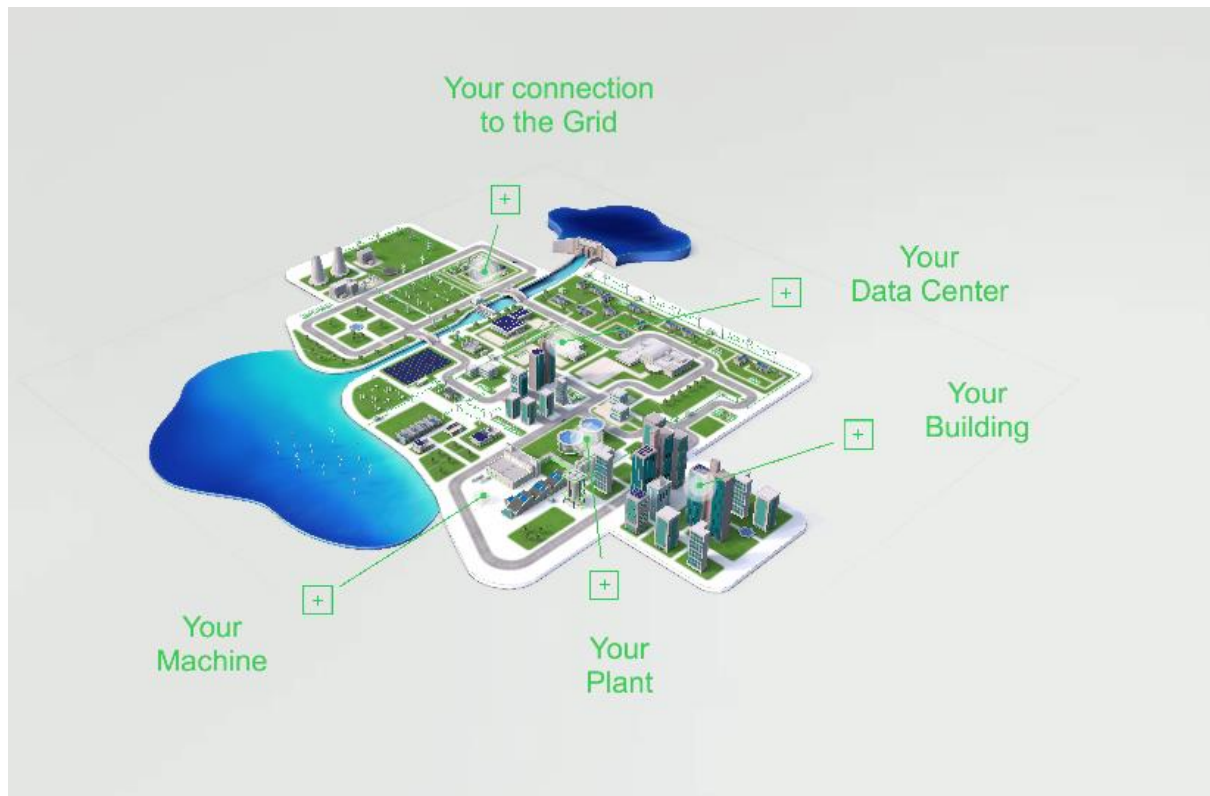 Your connection
to the Grid
+
+
Your
Data Center
Your
Building
+
+
+
Your
Machine
Your
Plant